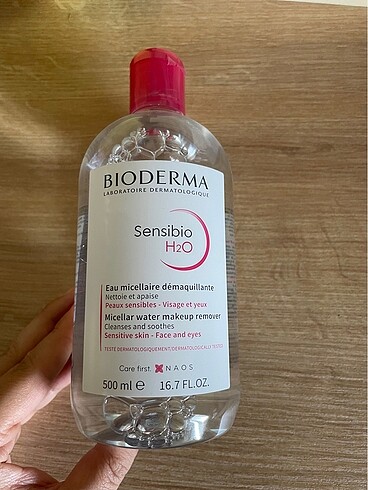 BIODERMA
LABORATOIRE DERMATOLOGIQUE
Sensibio
H2O
Eau micellaire démaquillante
Nettoie et apaise
Peaux sensibles - Visage et yeux
Micellar water makeup remover
Cleanses and soothes
Sensitive skin - Face and eyes
TESTÉ DERMATOLOGIQUEMENT/DERMATOLOGICALLY TESTED
Care first. NAOS
500 ml e 16.7 FL.OZ.